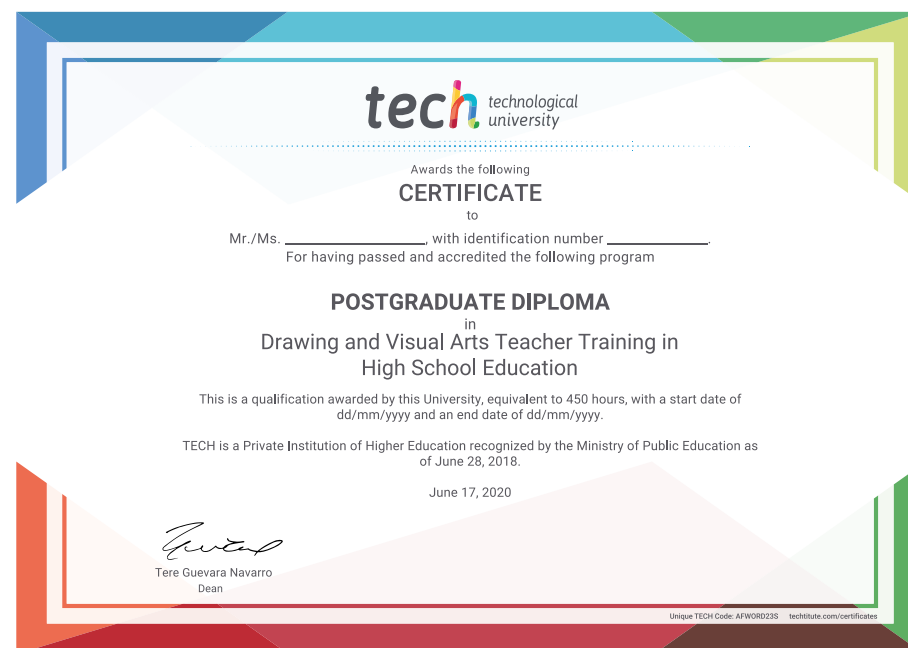 tech technological
university
Awards the following
CERTIFICATE
to
Mr./Ms. ____________________, with identification number ______________.
For having passed and accredited the following program
POSTGRADUATE DIPLOMA
in
Drawing and Visual Arts Teacher Training in
High School Education
This is a qualification awarded by this University, equivalent to 450 hours, with a start date of
dd/mm/yyyy and an end date of dd/mm/yyyy.
TECH is a Private Institution of Higher Education recognized by the Ministry of Public Education as
of June 28, 2018.
June 17, 2020
Tere Guevara Navarro
Dean
Unique TECH Code: AFWORD23S techtitute.com/certificates